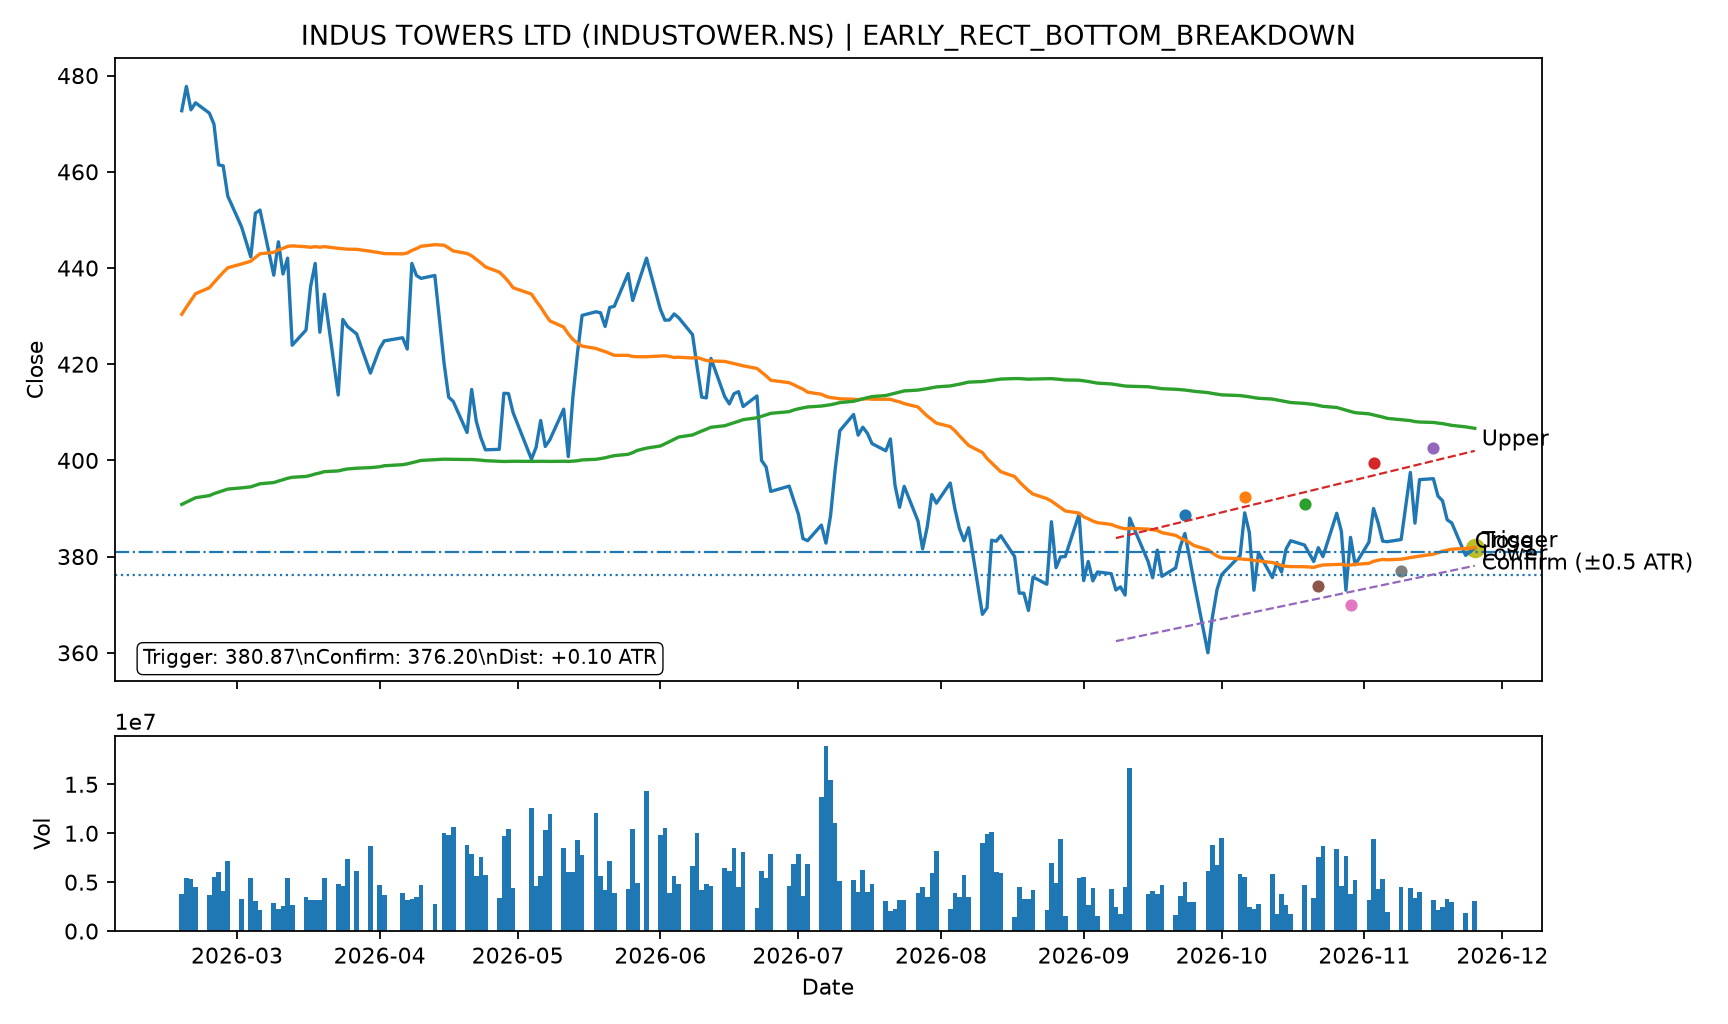 INDUS TOWERS LTD (INDUSTOWER.NS) | EARLY_RECT_BOTTOM_BREAKDOWN
480
460
440
420
400
380
360
Close
Upper
Trigger
Close
Lower
Confirm (±0.5 ATR)
Trigger: 380.87\nConfirm: 376.20\nDist: +0.10 ATR
1e7
1.5
1.0
0.5
0.0
Vol
2026-03
2026-04
2026-05
2026-06
2026-07
2026-08
2026-09
2026-10
2026-11
2026-12
Date